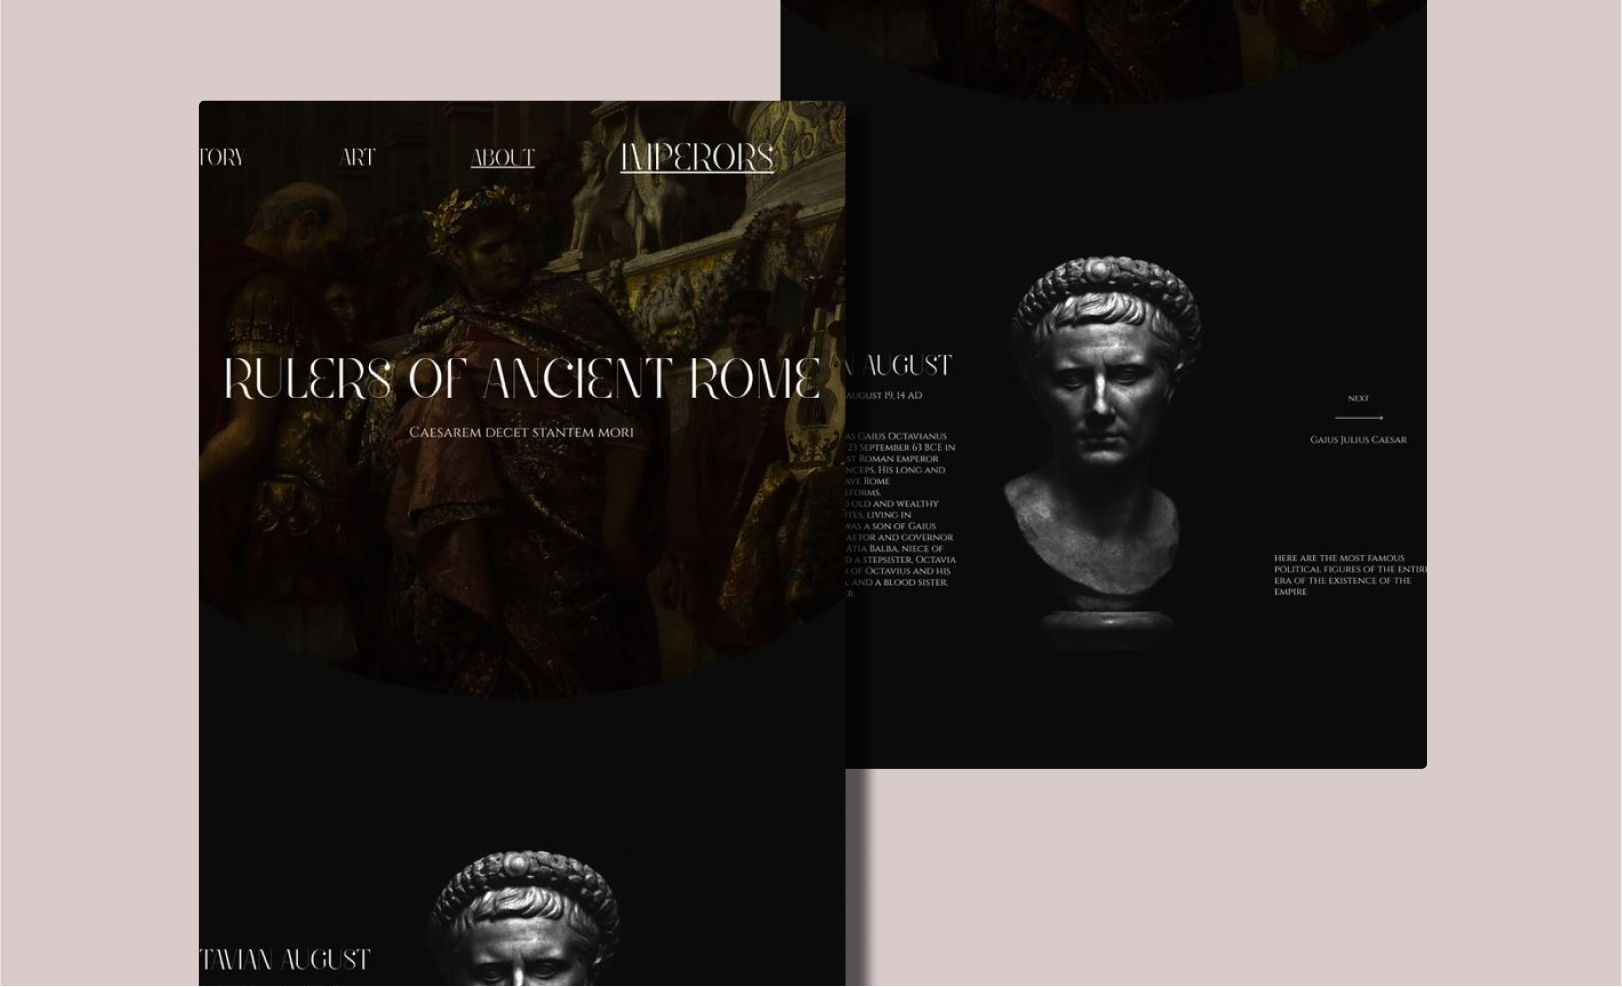 TORY ART ABOUT IMPERORS
RULERS OF ANCIENT ROME
Caesarem decet stantem mori
TAVIAN AUGUST
N AUGUST
August 19, 14 AD
as Gaius Octavianus
23 September 63 BCE in
st Roman emperor
nceps. His long and
ave Rome
eforms.
old and wealthy
ites, living in
was a son of Gaius
aetor and governor
Atia Balba, niece of
d a stepsister, Octavia
r of Octavius and his
, and a blood sister,
er.
next
Gaius Julius Caesar
here are the most famous
political figures of the entir
era of the existence of the
empire